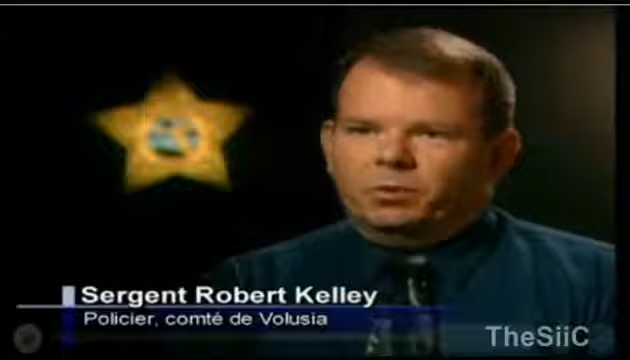 Sergent Robert Kelley
Policier, comté de Volusia
TheSiiC